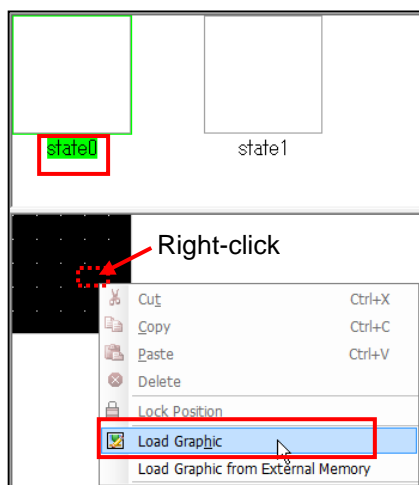 state0 state1
Right-click
Cut Ctrl+X
Copy Ctrl+C
Paste Ctrl+V
Delete
Lock Position
Load Graphic
Load Graphic from External Memory